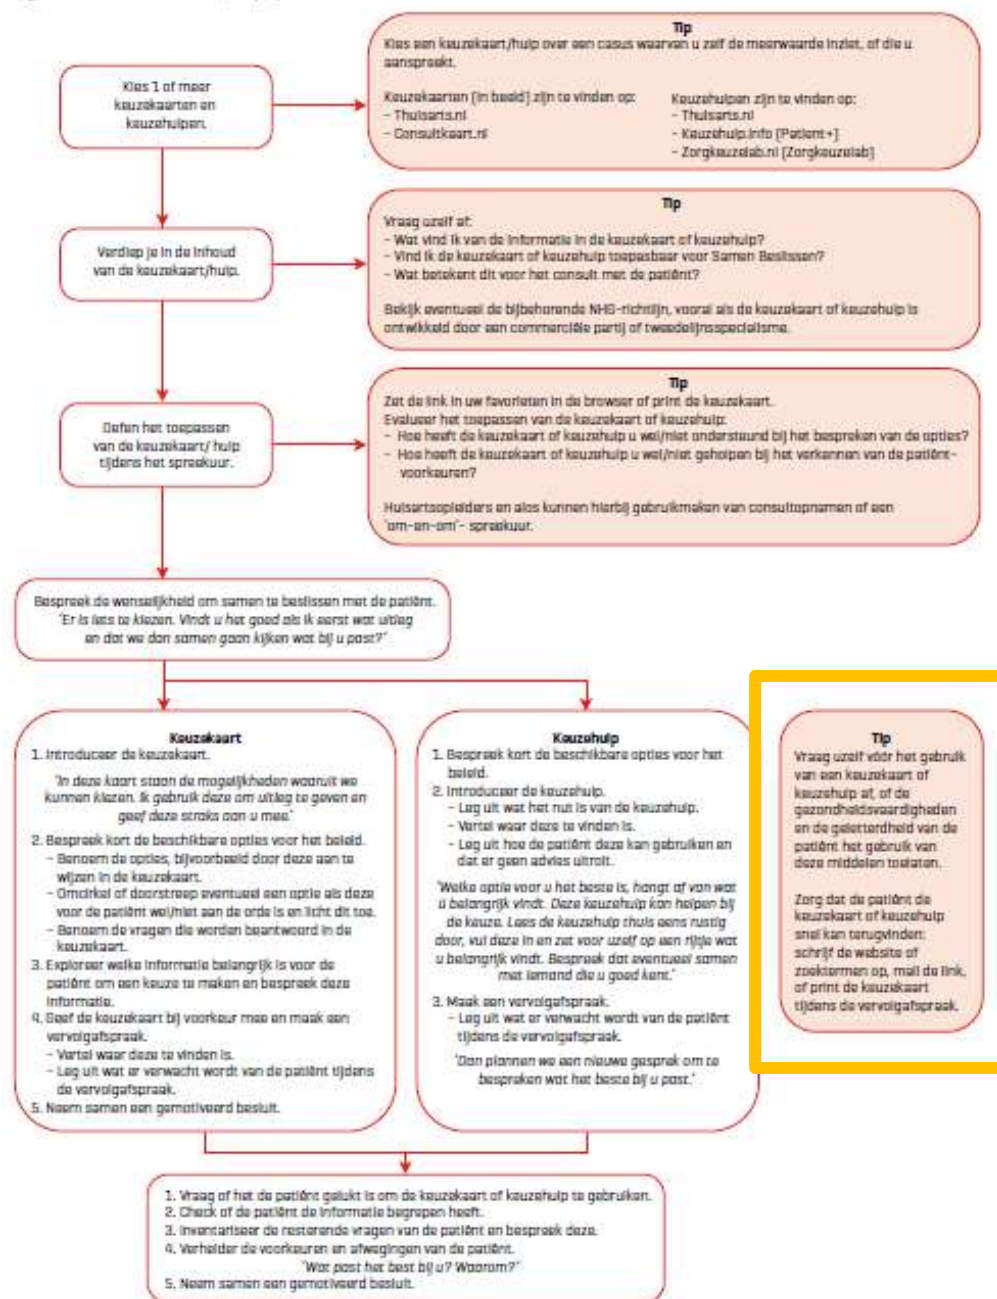 Kies 1 of meer
keuzekaarten en
keuzehulpen.
Tip
Kies een keuzekaart/hulp over een casus waarvan u zelf de meerwaarde inziet, of die u
aanspreekt.
Keuzekaarten (in beeld) zijn te vinden op:
- Thuisarts.nl
- Consultkaart.nl
Keuzehulpen zijn te vinden op:
- Thuisarts.nl
- Keuzehulp.info (Patient+)
- Zorgkeuzelab.nl (Zorgkeuzelab)
Verdiep je in de inhoud
van de keuzekaart/hulp.
Tip
Vraag uzelf af:
- Wat vind ik van de informatie in de keuzekaart of keuzehulp?
- Vind ik de keuzekaart of keuzehulp toepasbaar voor Samen Beslissen?
- Wat betekent dit voor het consult met de patiënt?
Bekijk eventueel de bijbehorende NHG-richtlijn, vooral als de keuzekaart of keuzehulp is
ontwikkeld door een commerciële partij of tweedelijnsspecialisme.
Oefen het toepassen
van de keuzekaart/ hulp
tijdens het spreekuur.
Tip
Zet de link in uw favorieten in de browser of print de keuzekaart.
Evalueer het toepassen van de keuzekaart of keuzehulp:
- Hoe heeft de keuzekaart of keuzehulp u wel/niet ondersteund bij het bespreken van de opties?
- Hoe heeft de keuzekaart of keuzehulp u wel/niet geholpen bij het verkennen van de patiënt-
voorkeuren?
Huisartsopleiders en aios kunnen hierbij gebruikmaken van consultopnamen of een
'om-en-om'- spreekuur.
Bespreek de wenselijkheid om samen te beslissen met de patiënt.
'Er is iets te kiezen. Vindt u het goed als ik eerst wat uitleg
en dat we dan samen gaan kijken wat bij u past?'
Keuzekaart
1. Introduceer de keuzekaart.
'In deze kaart staan de mogelijkheden waaruit we
kunnen kiezen. Ik gebruik deze om uitleg te geven en
geef deze straks aan u mee.'
2. Bespreek kort de beschikbare opties voor het beleid.
- Benoem de opties, bijvoorbeeld door deze aan te
wijzen in de keuzekaart.
- Omcirkel of doorstreep eventueel een optie als deze
voor de patiënt wel/niet aan de orde is en licht dit toe.
- Benoem de vragen die worden beantwoord in de
keuzekaart.
3. Exploreer welke informatie belangrijk is voor de
patiënt om een keuze te maken en bespreek deze
informatie.
4. Geef de keuzekaart bij voorkeur mee en maak een
vervolgafspraak.
- Vertel waar deze te vinden is.
- Leg uit wat er verwacht wordt van de patiënt tijdens
de vervolgafspraak.
5. Neem samen een gemotiveerd besluit.
Keuzehulp
1. Bespreek kort de beschikbare opties voor het
beleid.
2. Introduceer de keuzehulp.
- Leg uit wat het nut is van de keuzehulp.
- Vertel waar deze te vinden is.
- Leg uit hoe de patiënt deze kan gebruiken en
dat er geen advies uitrolt.
'Welke optie voor u het beste is, hangt af van wat
u belangrijk vindt. Deze keuzehulp kan helpen bij
de keuze. Lees de keuzehulp thuis eens rustig
door, vul deze in en zet voor uzelf op een rijtje wat
u belangrijk vindt. Bespreek dat eventueel samen
met iemand die u goed kent.'
3. Maak een vervolgafspraak.
- Leg uit wat er verwacht wordt van de patiënt
tijdens de vervolgafspraak.
'Dan plannen we een nieuwe gesprek om te
bespreken wat het beste bij u past.'
Tip
Vraag uzelf vóór het gebruik
van een keuzekaart of
keuzehulp af, of de
gezondheidsvaardigheden
en de geletterdheid van de
patiënt het gebruik van
deze middelen toelaten.
Zorg dat de patiënt de
keuzekaart of keuzehulp
snel kan terugvinden:
schrijf de website of
zoektermen op, mail de link,
of print de keuzekaart
tijdens de vervolgafspraak.
1. Vraag of het de patiënt gelukt is om de keuzekaart of keuzehulp te gebruiken.
2. Check of de patiënt de informatie begrepen heeft.
3. Inventariseer de resterende vragen van de patiënt en bespreek deze.
4. Verhelder de voorkeuren en afwegingen van de patiënt.
'Wat past het best bij u? Waarom?'
5. Neem samen een gemotiveerd besluit.